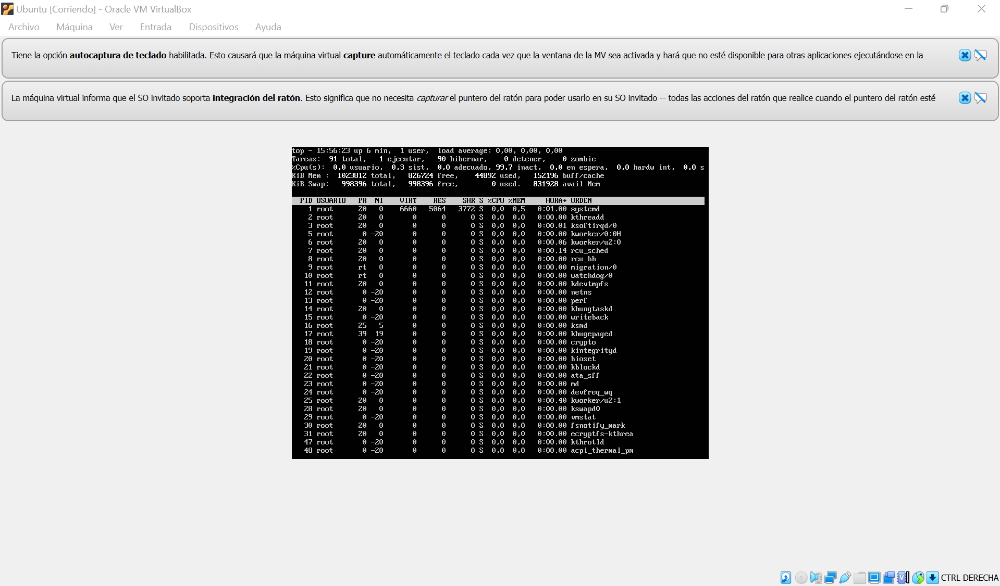 Ubuntu [Corriendo] - Oracle VM VirtualBox
Archivo Máquina Ver Entrada Dispositivos Ayuda
Tiene la opción autocaptura de teclado habilitada. Esto causará que la máquina virtual capture automáticamente el teclado cada vez que la ventana de la MV sea activada y hará que no esté disponible para otras aplicaciones ejecutándose en la
La máquina virtual informa que el SO invitado soporta integración del ratón. Esto significa que no necesita capturar el puntero del ratón para poder usarlo en su SO invitado -- todas las acciones del ratón que realice cuando el puntero del ratón esté
top - 15:56:23 up 6 min, 1 user, load average: 0,00, 0,00, 0,00
Tareas: 91 total, 1 ejecutar, 90 hibernar, 0 detener, 0 zombie
%Cpu(s): 0,0 usuario, 0,3 sist, 0,0 adecuado, 99,7 inact, 0,0 en espera, 0,0 hardw int, 0,0 s
KiB Mem : 1023812 total, 826724 free, 44892 used, 152196 buff/cache
KiB Swap: 998396 total, 998396 free, 0 used. 831928 avail Mem
PID USUARIO PR NI VIRT RES SHR S %CPU %MEM HORA+ ORDEN
1 root 20 0 6660 5064 3772 S 0,0 0,5 0:01.00 systemd
2 root 20 0 0 0 0 S 0,0 0,0 0:00.00 kthreadd
3 root 20 0 0 0 0 S 0,0 0,0 0:00.01 ksoftirqd/0
5 root 0 -20 0 0 0 S 0,0 0,0 0:00.00 kworker/0:0H
6 root 20 0 0 0 0 S 0,0 0,0 0:00.06 kworker/u2:0
7 root 20 0 0 0 0 S 0,0 0,0 0:00.14 rcu_sched
8 root 20 0 0 0 0 S 0,0 0,0 0:00.00 rcu_bh
9 root rt 0 0 0 0 S 0,0 0,0 0:00.00 migration/0
10 root rt 0 0 0 0 S 0,0 0,0 0:00.00 watchdog/0
11 root 20 0 0 0 0 S 0,0 0,0 0:00.00 kdevtmpfs
12 root 0 -20 0 0 0 S 0,0 0,0 0:00.00 netns
13 root 0 -20 0 0 0 S 0,0 0,0 0:00.00 perf
14 root 20 0 0 0 0 S 0,0 0,0 0:00.00 khungtaskd
15 root 0 -20 0 0 0 S 0,0 0,0 0:00.00 writeback
16 root 25 5 0 0 0 S 0,0 0,0 0:00.00 ksmd
17 root 39 19 0 0 0 S 0,0 0,0 0:00.00 khugepaged
18 root 0 -20 0 0 0 S 0,0 0,0 0:00.00 crypto
19 root 0 -20 0 0 0 S 0,0 0,0 0:00.00 kintegrityd
20 root 0 -20 0 0 0 S 0,0 0,0 0:00.00 bioset
21 root 0 -20 0 0 0 S 0,0 0,0 0:00.00 kblockd
22 root 0 -20 0 0 0 S 0,0 0,0 0:00.00 ata_sff
23 root 0 -20 0 0 0 S 0,0 0,0 0:00.00 md
24 root 0 -20 0 0 0 S 0,0 0,0 0:00.00 devfreq_wq
25 root 20 0 0 0 0 S 0,0 0,0 0:00.40 kworker/u2:1
28 root 20 0 0 0 0 S 0,0 0,0 0:00.00 kswapd0
29 root 0 -20 0 0 0 S 0,0 0,0 0:00.00 vmstat
30 root 20 0 0 0 0 S 0,0 0,0 0:00.00 fsnotify_mark
31 root 20 0 0 0 0 S 0,0 0,0 0:00.00 ecryptfs-kthrea
47 root 0 -20 0 0 0 S 0,0 0,0 0:00.00 kthrotld
48 root 0 -20 0 0 0 S 0,0 0,0 0:00.00 acpi_thermal_pm
CTRL DERECHA